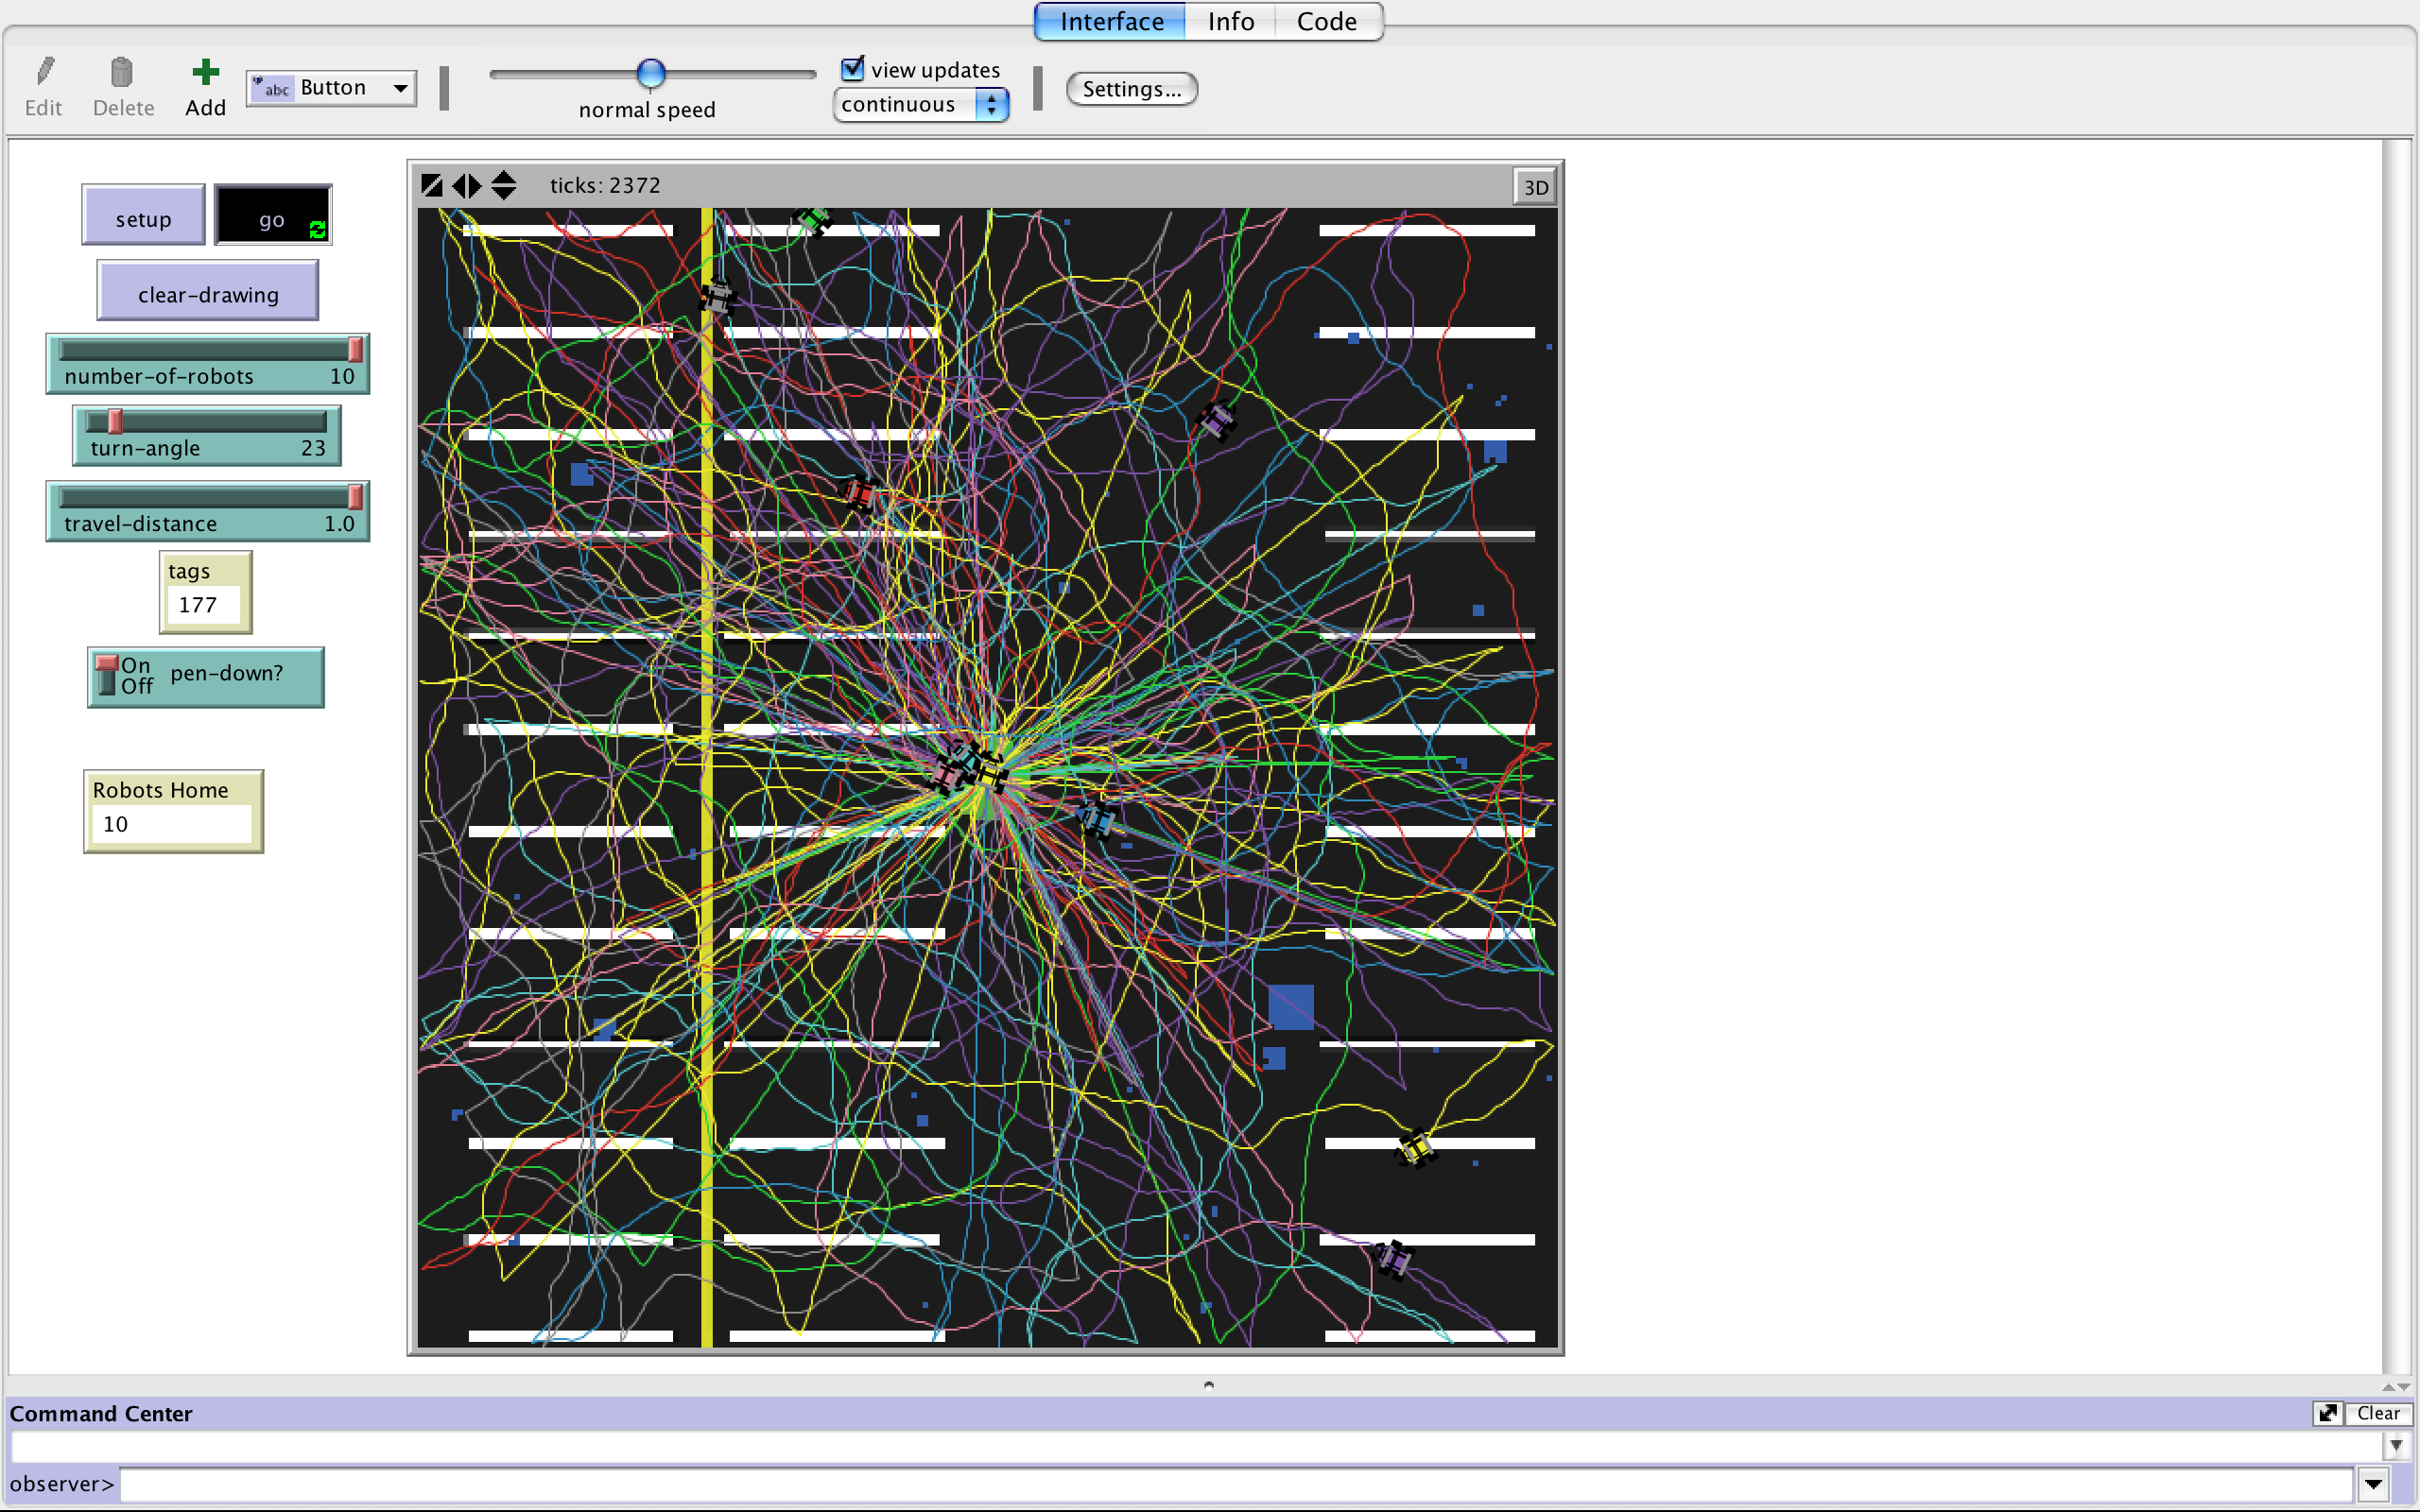 Interface Info Code
Edit Delete Add abc Button normal speed view updates continuous Settings...
ticks: 2372 3D
setup go
clear-drawing
number-of-robots 10
turn-angle 23
travel-distance 1.0
tags
177
On
Off pen-down?
Robots Home
10
Command Center Clear
observer>